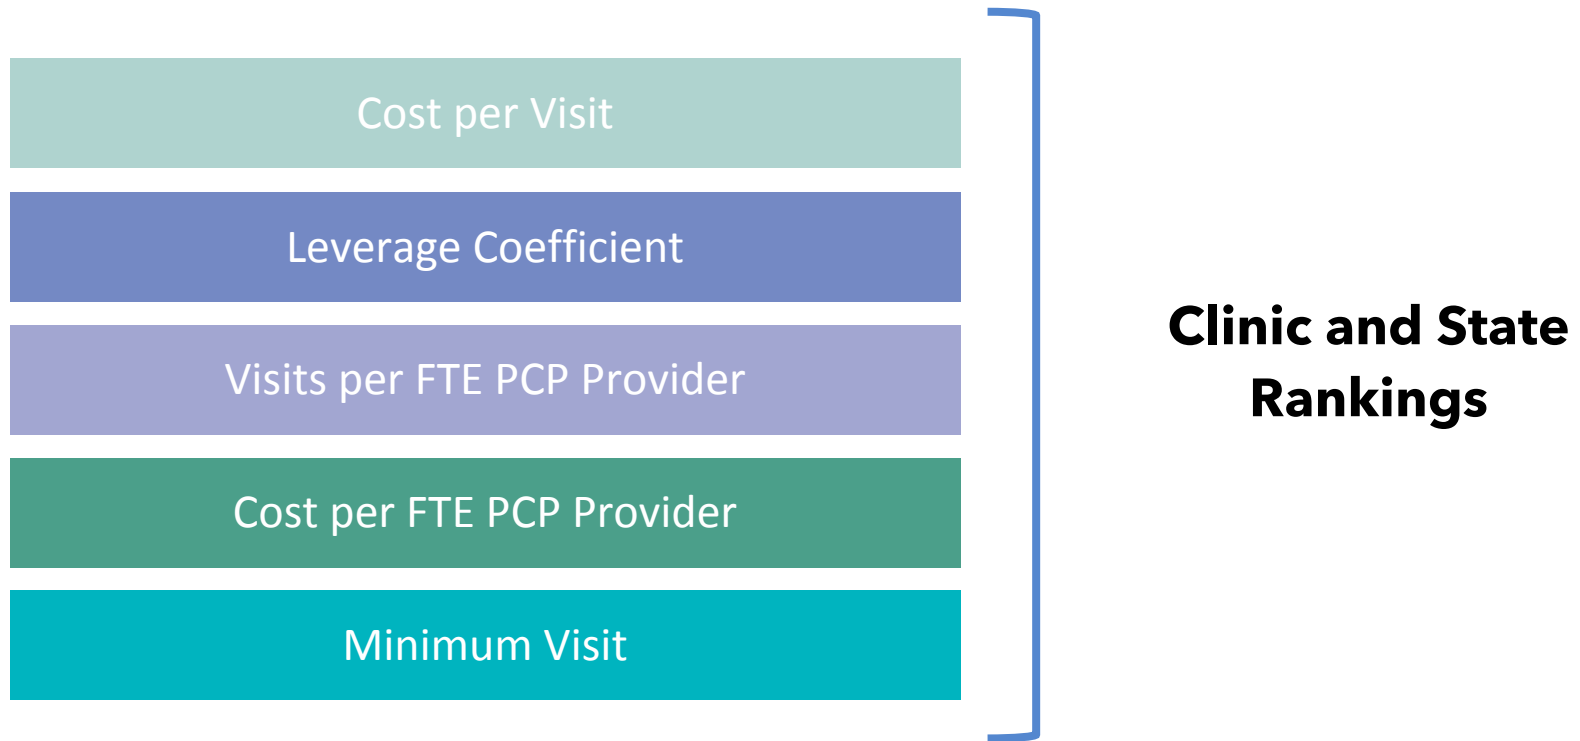 Cost per Visit
Leverage Coefficient
Visits per FTE PCP Provider
Cost per FTE PCP Provider
Minimum Visit
Clinic and State
Rankings